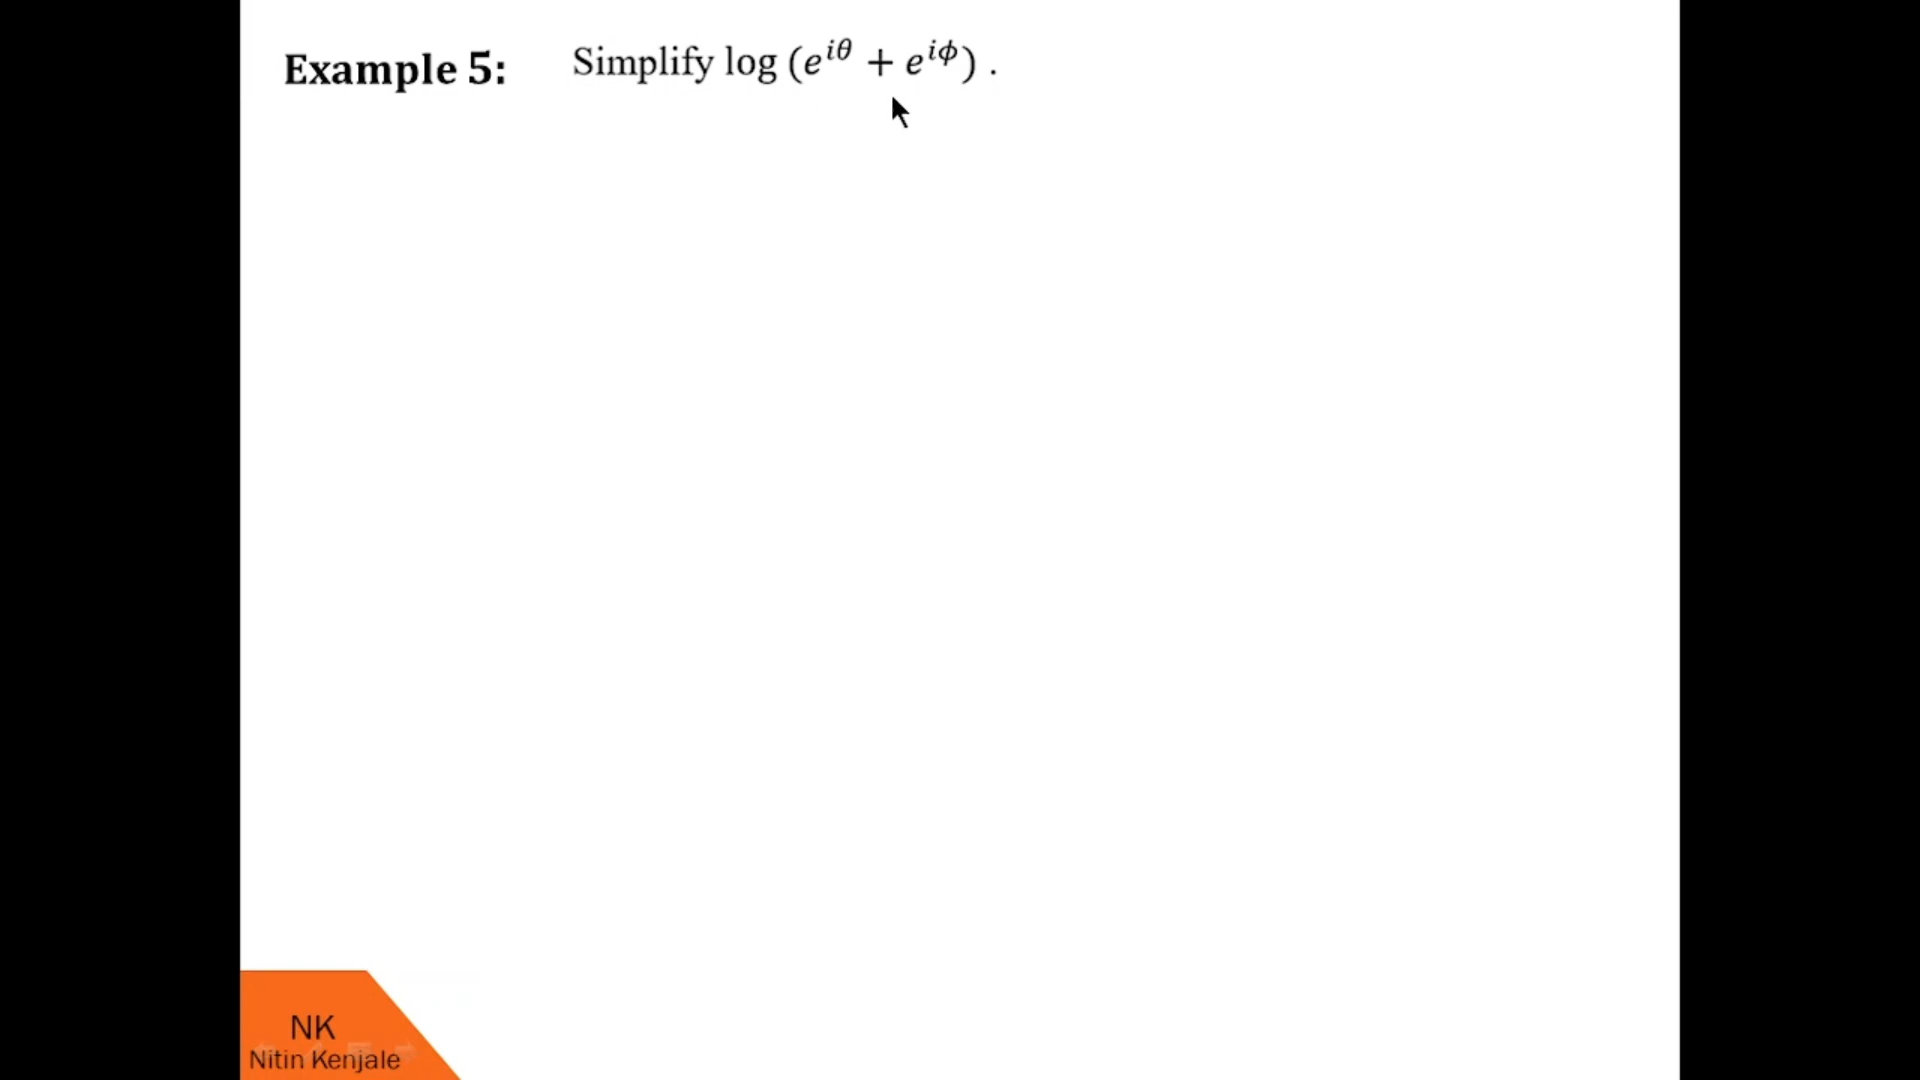 Example 5: Simplify log (e^{iθ} + e^{iϕ}) .
NK
Nitin Kenjale